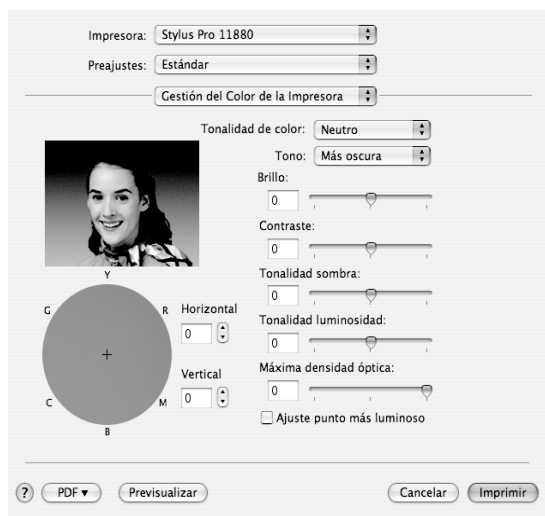 Impresora: Stylus Pro 11880
Preajustes: Estándar
Gestión del Color de la Impresora
Tonalidad de color: Neutro
Tono: Más oscura
Brillo:
0
Contraste:
0
Tonalidad sombra:
0
Tonalidad luminosidad:
0
Máxima densidad óptica:
0
Ajuste punto más luminoso
Y
G R
C M
B
Horizontal
0
Vertical
0
? PDF Previsualizar Cancelar Imprimir